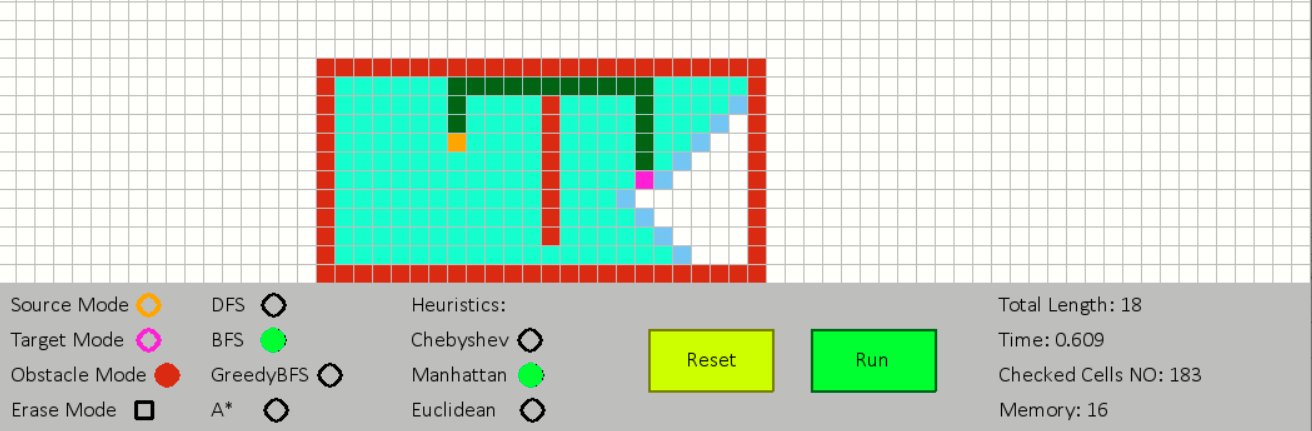 Source Mode DFS Heuristics: Total Length: 18
Target Mode BFS Chebyshev Reset Run Time: 0.609
Obstacle Mode GreedyBFS Manhattan Checked Cells NO: 183
Erase Mode A* Euclidean Memory: 16